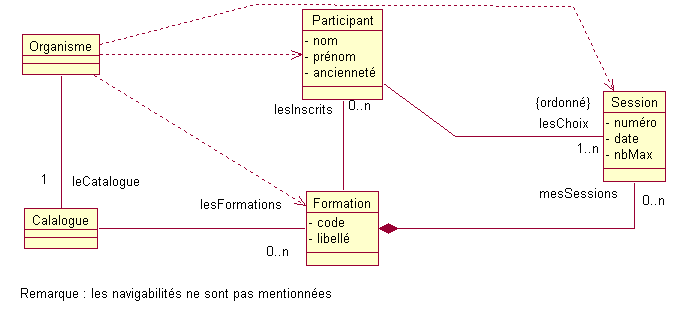 Participant
- nom
- prénom
- ancienneté
Organisme
lesInscrits
0..n
{ordonné}
lesChoix
1..n
Session
- numéro
- date
- nbMax
1
leCatalogue
mesSessions
0..n
lesFormations
Formation
- code
- libellé
Calalogue
0..n
Remarque : les navigabilités ne sont pas mentionnées